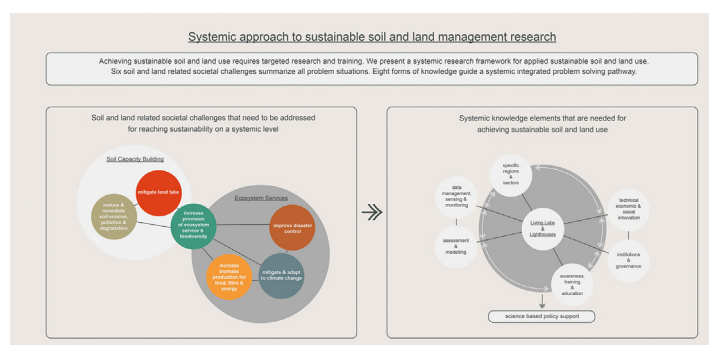 Systemic approach to sustainable soil and land management research
Achieving sustainable soil and land use requires targeted research and training. We present a systemic research framework for applied sustainable soil and land use.
Six soil and land related societal challenges summarize all problem situations. Eight forms of knowledge guide a systemic integrated problem solving pathway.
Soil and land related societal challenges that need to be addressed
for reaching sustainability on a systemic level
Soil Capacity Building
mitigate land take
reduce &
remediate
soil erosion,
pollution &
degradation
increase
provision
of ecosystem
service &
biodiversity
Ecosystem Services
improve disaster
control
increase
biomass
production for
food, fibre &
energy
mitigate & adapt
to climate change
Systemic knowledge elements that are needed for
achieving sustainable soil and land use
specific
regions
&
sectors
data
management,
sensing &
monitoring
technical
economic &
social
innovation
Living Labs
&
Lighthouses
assessment
&
modelling
institutions
&
governance
awareness,
training
&
education
science based policy support